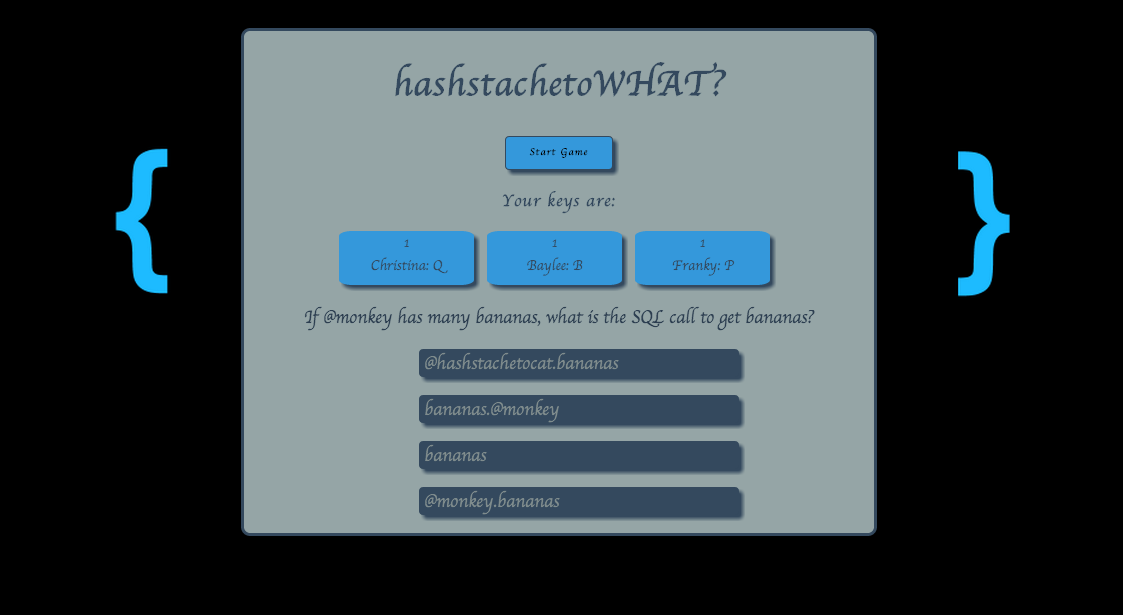 hashstachetoWHAT?
Start Game
{ }
Your keys are:
1 1 1
Christina: Q Baylee: B Franky: P
If @monkey has many bananas, what is the SQL call to get bananas?
@hashstachetocat.bananas
bananas.@monkey
bananas
@monkey.bananas